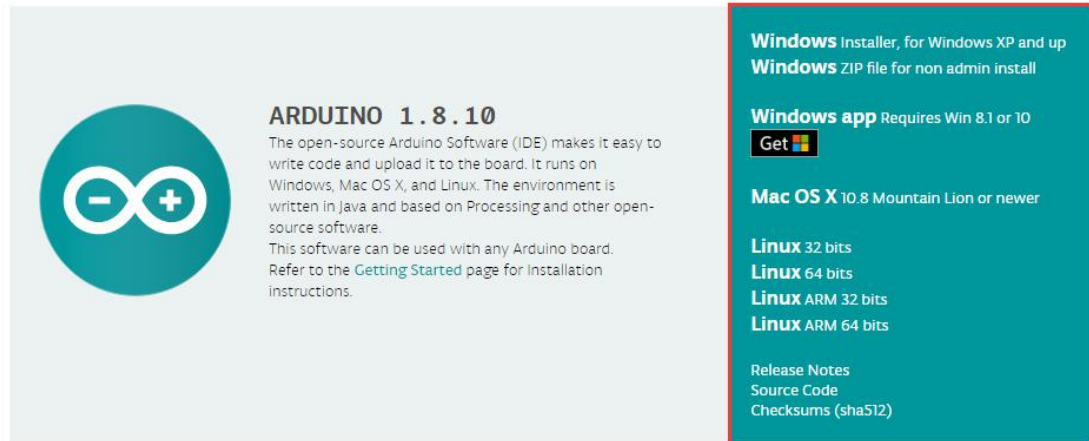 ARDUINO 1.8.10
The open-source Arduino Software (IDE) makes it easy to
write code and upload it to the board. It runs on
Windows, Mac OS X, and Linux. The environment is
written in Java and based on Processing and other open-
source software.
This software can be used with any Arduino board.
Refer to the Getting Started page for Installation
instructions.
Windows Installer, for Windows XP and up
Windows ZIP file for non admin install
Windows app Requires Win 8.1 or 10
Get
Mac OS X 10.8 Mountain Lion or newer
Linux 32 bits
Linux 64 bits
Linux ARM 32 bits
Linux ARM 64 bits
Release Notes
Source Code
Checksums (sha512)